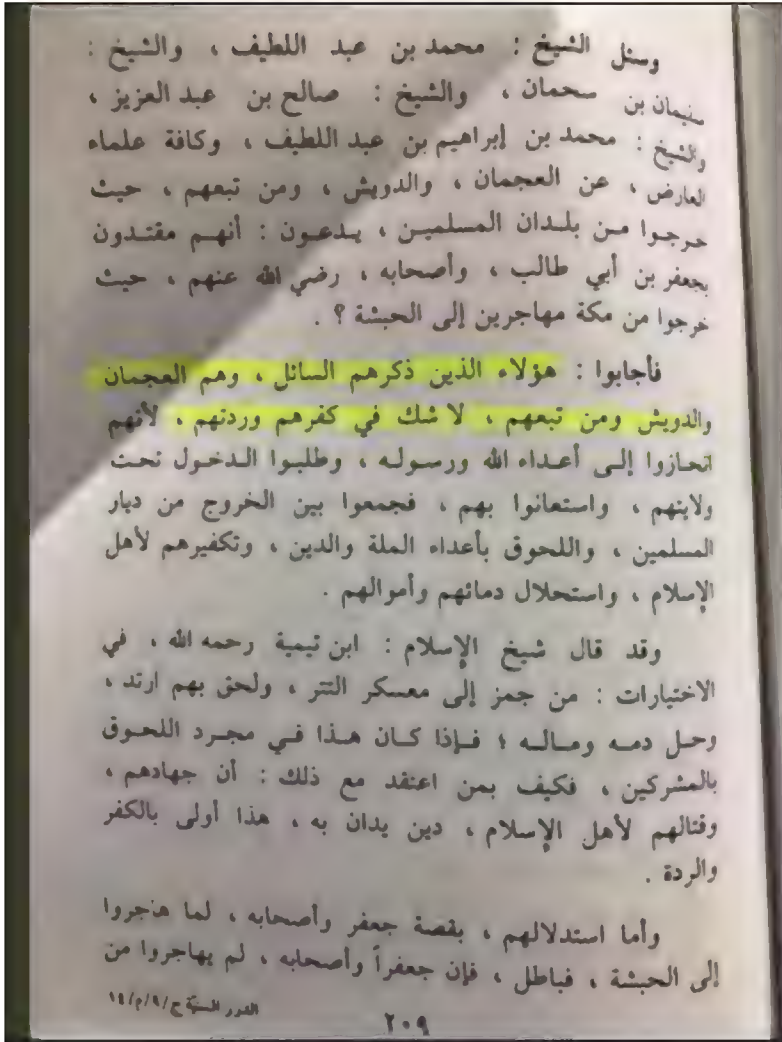 وسئل الشيخ : محمد بن عبد اللطيف ، والشيخ :
سليمان بن سحمان ، والشيخ : صالح بن عبد العزيز ،
والشيخ : محمد بن إبراهيم بن عبد اللطيف ، وكافة علماء
العارض ، عن العجمان ، والدويش ، ومن تبعهم ، حيث
خرجوا من بلدان المسلمين ، يدعون : أنهم مقتدون
بجعفر بن أبي طالب ، وأصحابه ، رضي الله عنهم ، حيث
خرجوا من مكة مهاجرين إلى الحبشة ؟ .
فأجابوا : هؤلاء الذين ذكرهم السائل ، وهم العجمان
والدويش ومن تبعهم ، لا شك في كفرهم وردتهم ، لأنهم
انحازوا إلى أعداء الله ورسوله ، وطلبوا الدخول تحت
ولايتهم ، واستعانوا بهم ، فجمعوا بين الخروج من ديار
المسلمين ، واللحوق بأعداء الملة والدين ، وتكفيرهم لأهل
الإسلام ، واستحلال دمائهم وأموالهم .
وقد قال شيخ الإسلام : ابن تيمية رحمه الله ، في
الاختيارات : من جمز إلى معسكر التتر ، ولحق بهم ارتد ،
وحل دمه وماله ؛ فإذا كان هذا في مجرد اللحوق
بالمشركين ، فكيف بمن اعتقد مع ذلك : أن جهادهم ،
وقتالهم لأهل الإسلام ، دين يدان به ، هذا أولى بالكفر
والردة .
وأما استدلالهم ، بقصة جعفر وأصحابه ، لما هاجروا
إلى الحبشة ، فباطل ، فإن جعفراً وأصحابه ، لم يهاجروا من
الدرر السنية ج/٩/م/١٤
٢٠٩